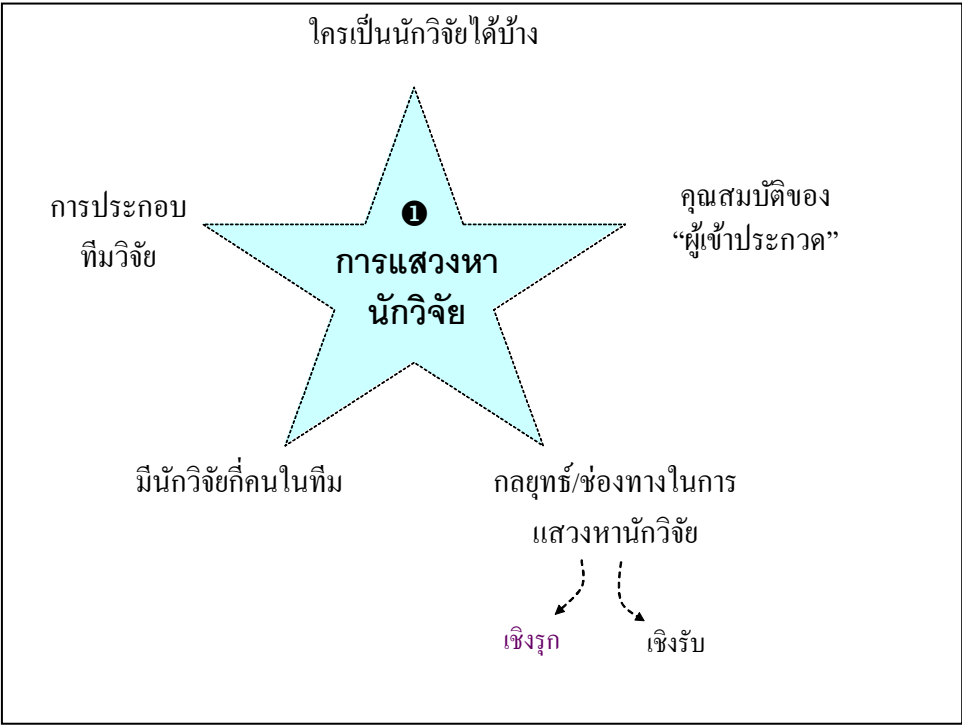 ใครเป็นนักวิจัยได้บ้าง
การประกอบ
ทีมวิจัย
❶
การแสวงหา
นักวิจัย
คุณสมบัติของ
“ผู้เข้าประกวด”
มีนักวิจัยกี่คนในทีม
กลยุทธ์/ช่องทางในการ
แสวงหานักวิจัย
เชิงรุก
เชิงรับ